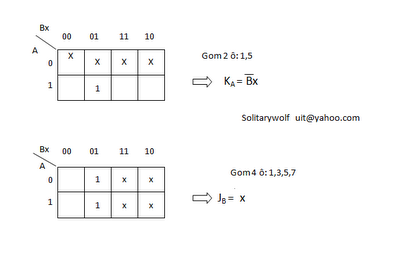 Bx
00 01 11 10
A
0 X X X X
1 1
Gom 2 ô: 1,5
K_A = B̅x
Solitarywolf uit@yahoo.com
Bx
00 01 11 10
A
0 1 x x
1 1 x x
Gom 4 ô: 1,3,5,7
J_B = x